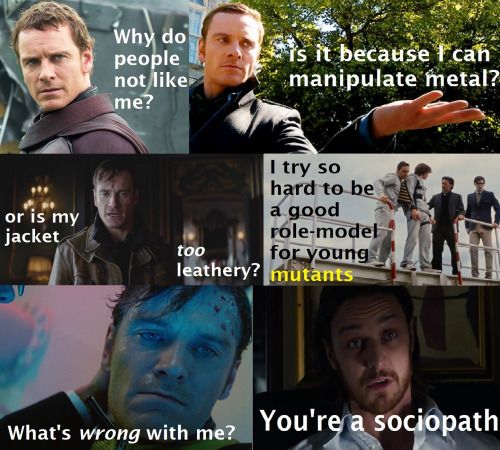 Why do
people
not like
me?
is it because I can
manipulate metal?
or is my
jacket
too
leathery?
I try so
hard to be
a good
role-model
for young
mutants
What's wrong with me?
You're a sociopath